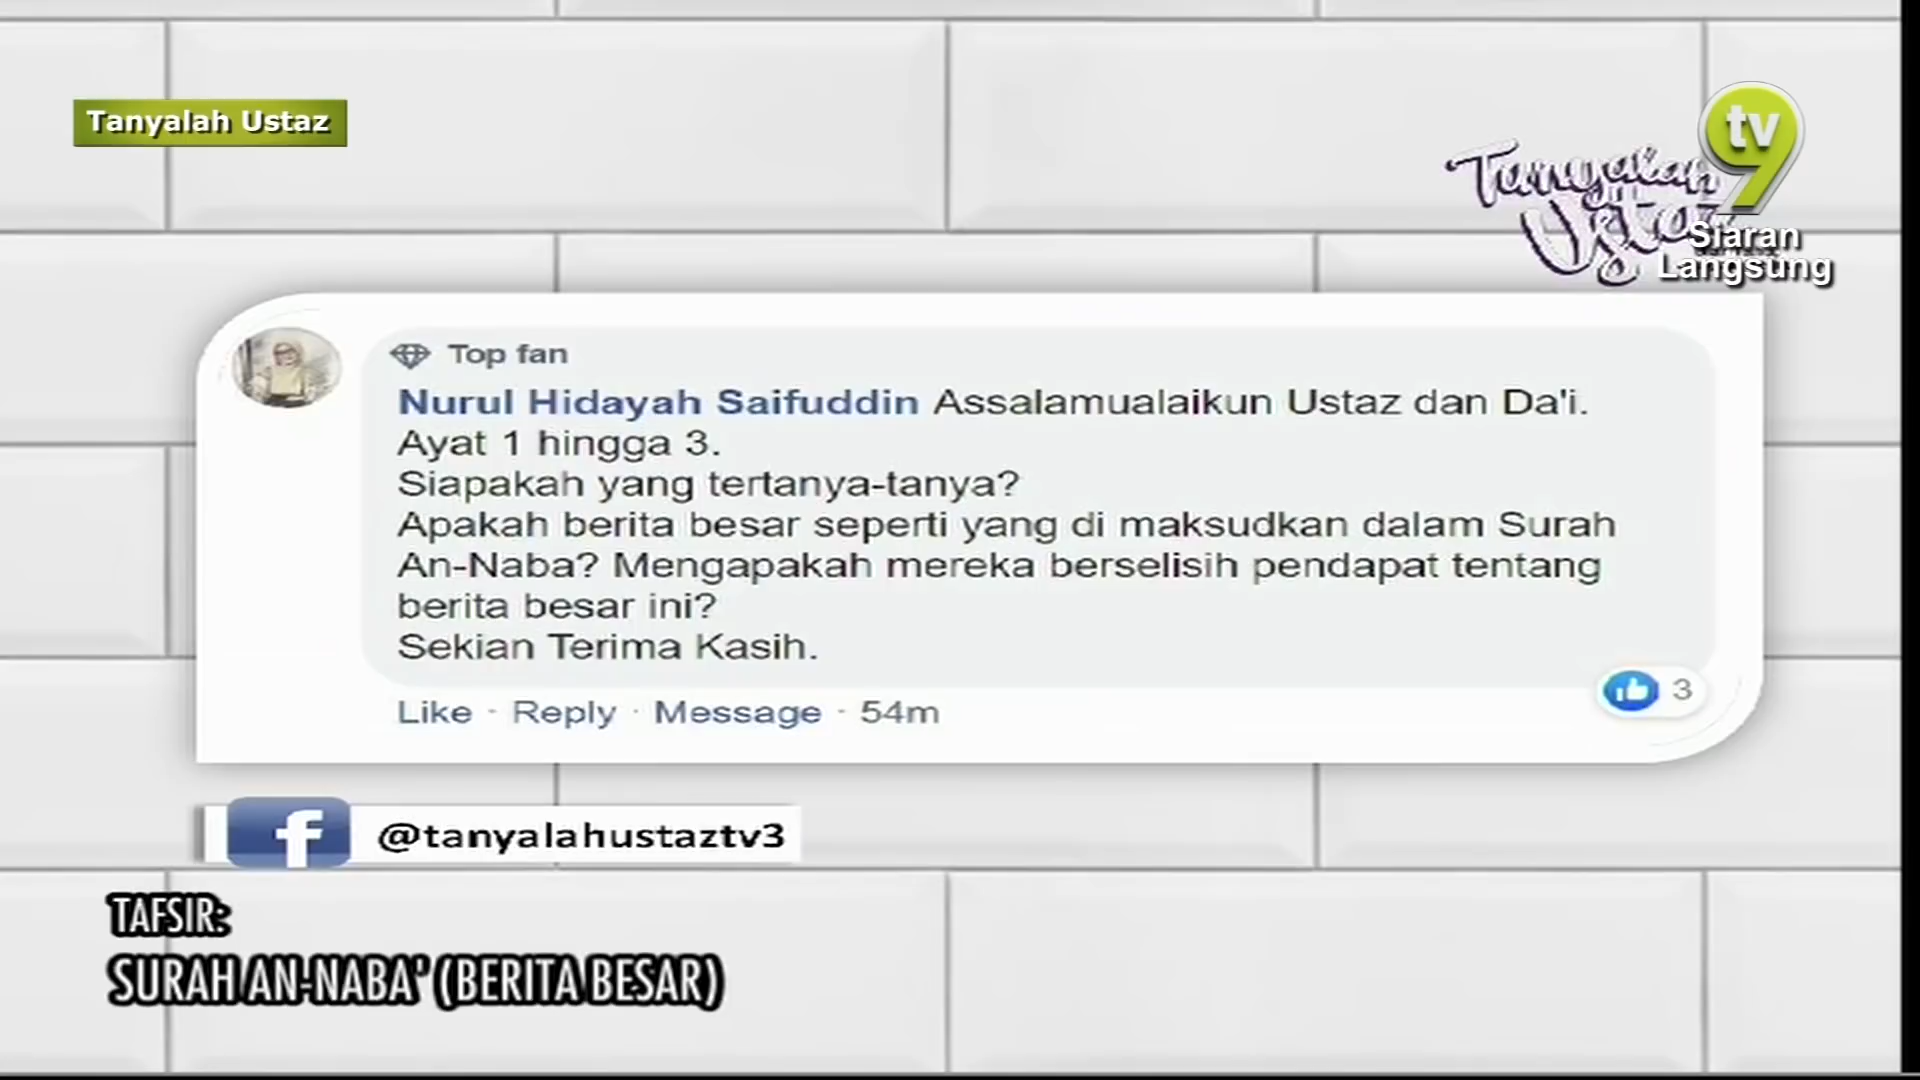 Tanyalah Ustaz
tv9
Tanyalah
Ustaz
Siaran
Langsung
Top fan
Nurul Hidayah Saifuddin Assalamualaikun Ustaz dan Da'i.
Ayat 1 hingga 3.
Siapakah yang tertanya-tanya?
Apakah berita besar seperti yang di maksudkan dalam Surah
An-Naba? Mengapakah mereka berselisih pendapat tentang
berita besar ini?
Sekian Terima Kasih.
3
Like · Reply · Message · 54m
f @tanyalahustaztv3
TAFSIR:
SURAH AN-NABA' (BERITA BESAR)